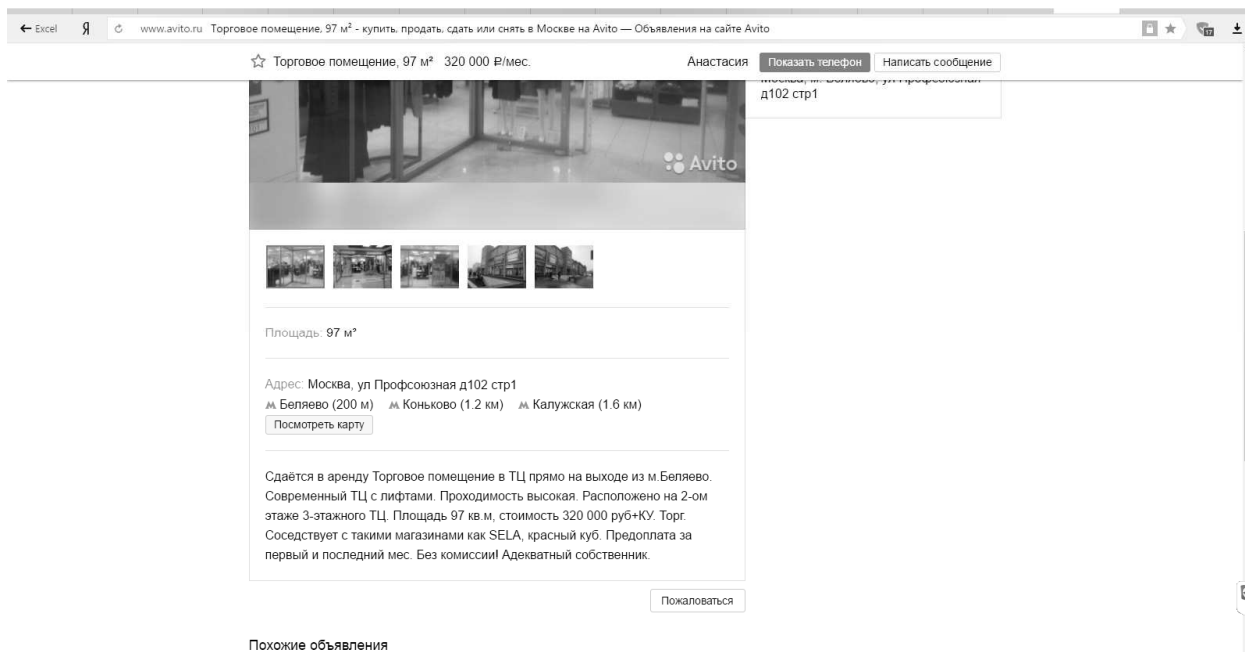 ← Excel Я www.avito.ru Торговое помещение, 97 м² - купить, продать, сдать или снять в Москве на Avito — Объявления на сайте Avito 17
Торговое помещение, 97 м² 320 000 ₽/мес. Анастасия Показать телефон Написать сообщение
Москва, м. Беляево, ул Профсоюзная
д102 стр1
Avito
Площадь: 97 м²
Адрес: Москва, ул Профсоюзная д102 стр1
Беляево (200 м) Коньково (1.2 км) Калужская (1.6 км)
Посмотреть карту
Сдаётся в аренду Торговое помещение в ТЦ прямо на выходе из м.Беляево.
Современный ТЦ с лифтами. Проходимость высокая. Расположено на 2-ом
этаже 3-этажного ТЦ. Площадь 97 кв.м, стоимость 320 000 руб+КУ. Торг.
Соседствует с такими магазинами как SELA, красный куб. Предоплата за
первый и последний мес. Без комиссии! Адекватный собственник.
Пожаловаться
Похожие объявления